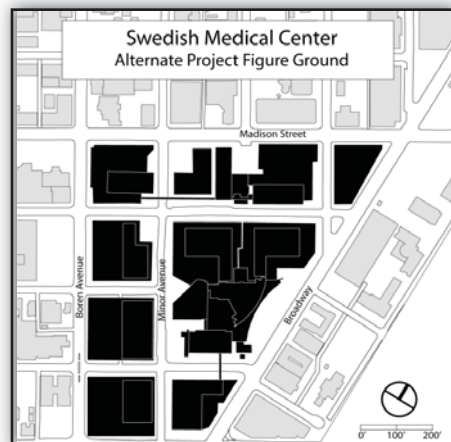 Swedish Medical Center
Alternate Project Figure Ground
Madison Street
Boren Avenue
Minor Avenue
Broadway
0' 100' 200'